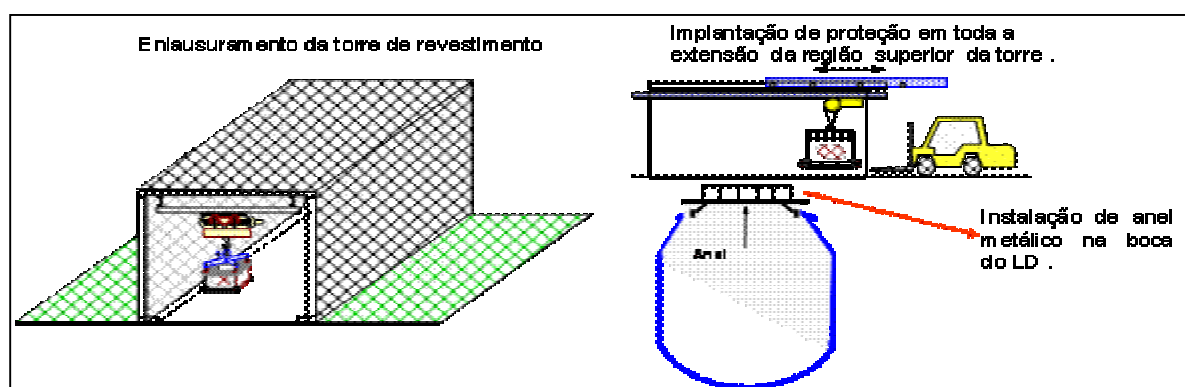 Enlausuramento da torre de revestimento
Implantação de proteção em toda a
extensão da região superior da torre .
Anel
Instalação de anel
metálico na boca
do LD .